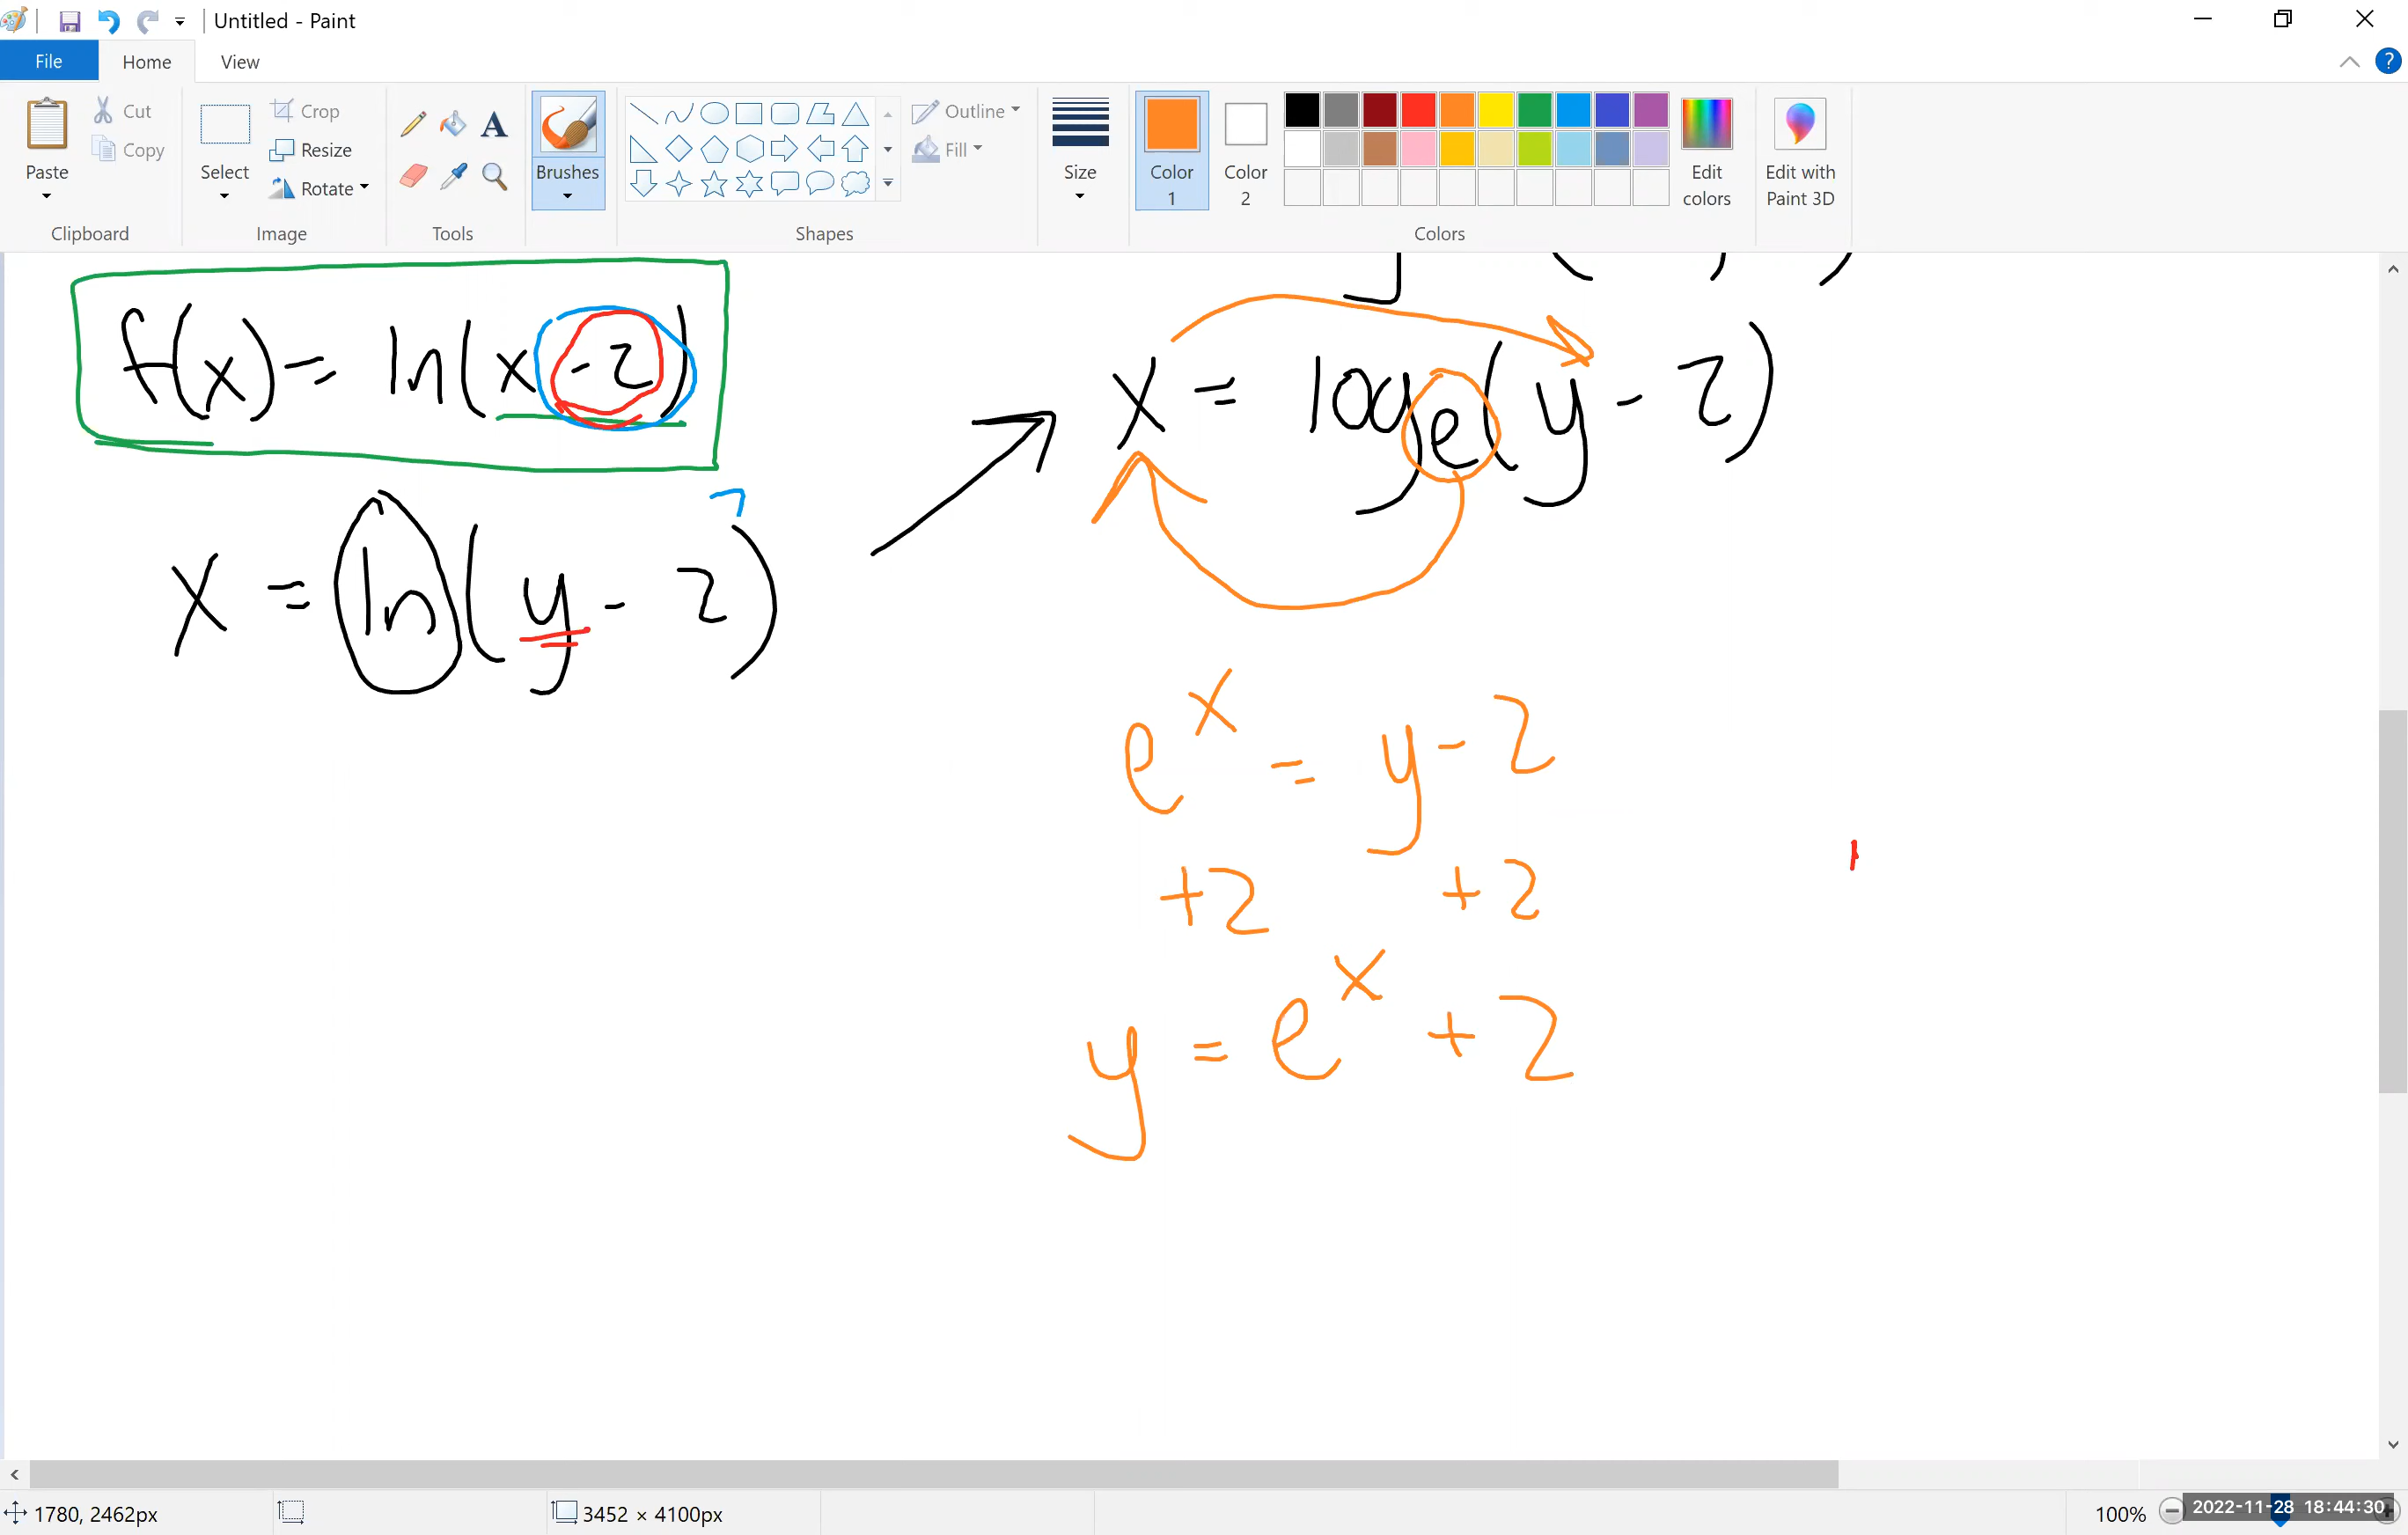 Untitled - Paint
File Home View
Paste
Cut
Copy
Clipboard
Select
Crop
Resize
Rotate
Image
A
Tools
Brushes
Shapes
Outline
Fill
Size
Color 1
Color 2
Edit colors
Colors
Edit with Paint 3D
f(x) = ln(x-2)
x = ln(y-2)
x = log_e(y-2)
e^x = y-2
+2 +2
y = e^x + 2
1780, 2462px
3452 × 4100px
100%
2022-11-28 18:44:30